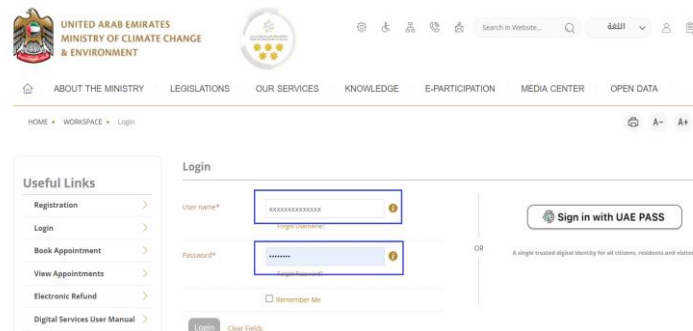 UNITED ARAB EMIRATES
MINISTRY OF CLIMATE CHANGE
& ENVIRONMENT
Search in Website...
اللغة
ABOUT THE MINISTRY
LEGISLATIONS
OUR SERVICES
KNOWLEDGE
E-PARTICIPATION
MEDIA CENTER
OPEN DATA
HOME
WORKSPACE
Login
A-
A+
Useful Links
Registration
Login
Book Appointment
View Appointments
Electronic Refund
Digital Services User Manual
Login
User name*
xxxxxxxxxxxxxx
Forgot Username?
Password*
••••••••
Forgot Password?
Remember Me
Login
Clear Fields
OR
Sign in with UAE PASS
A single trusted digital identity for all citizens, residents and visitor